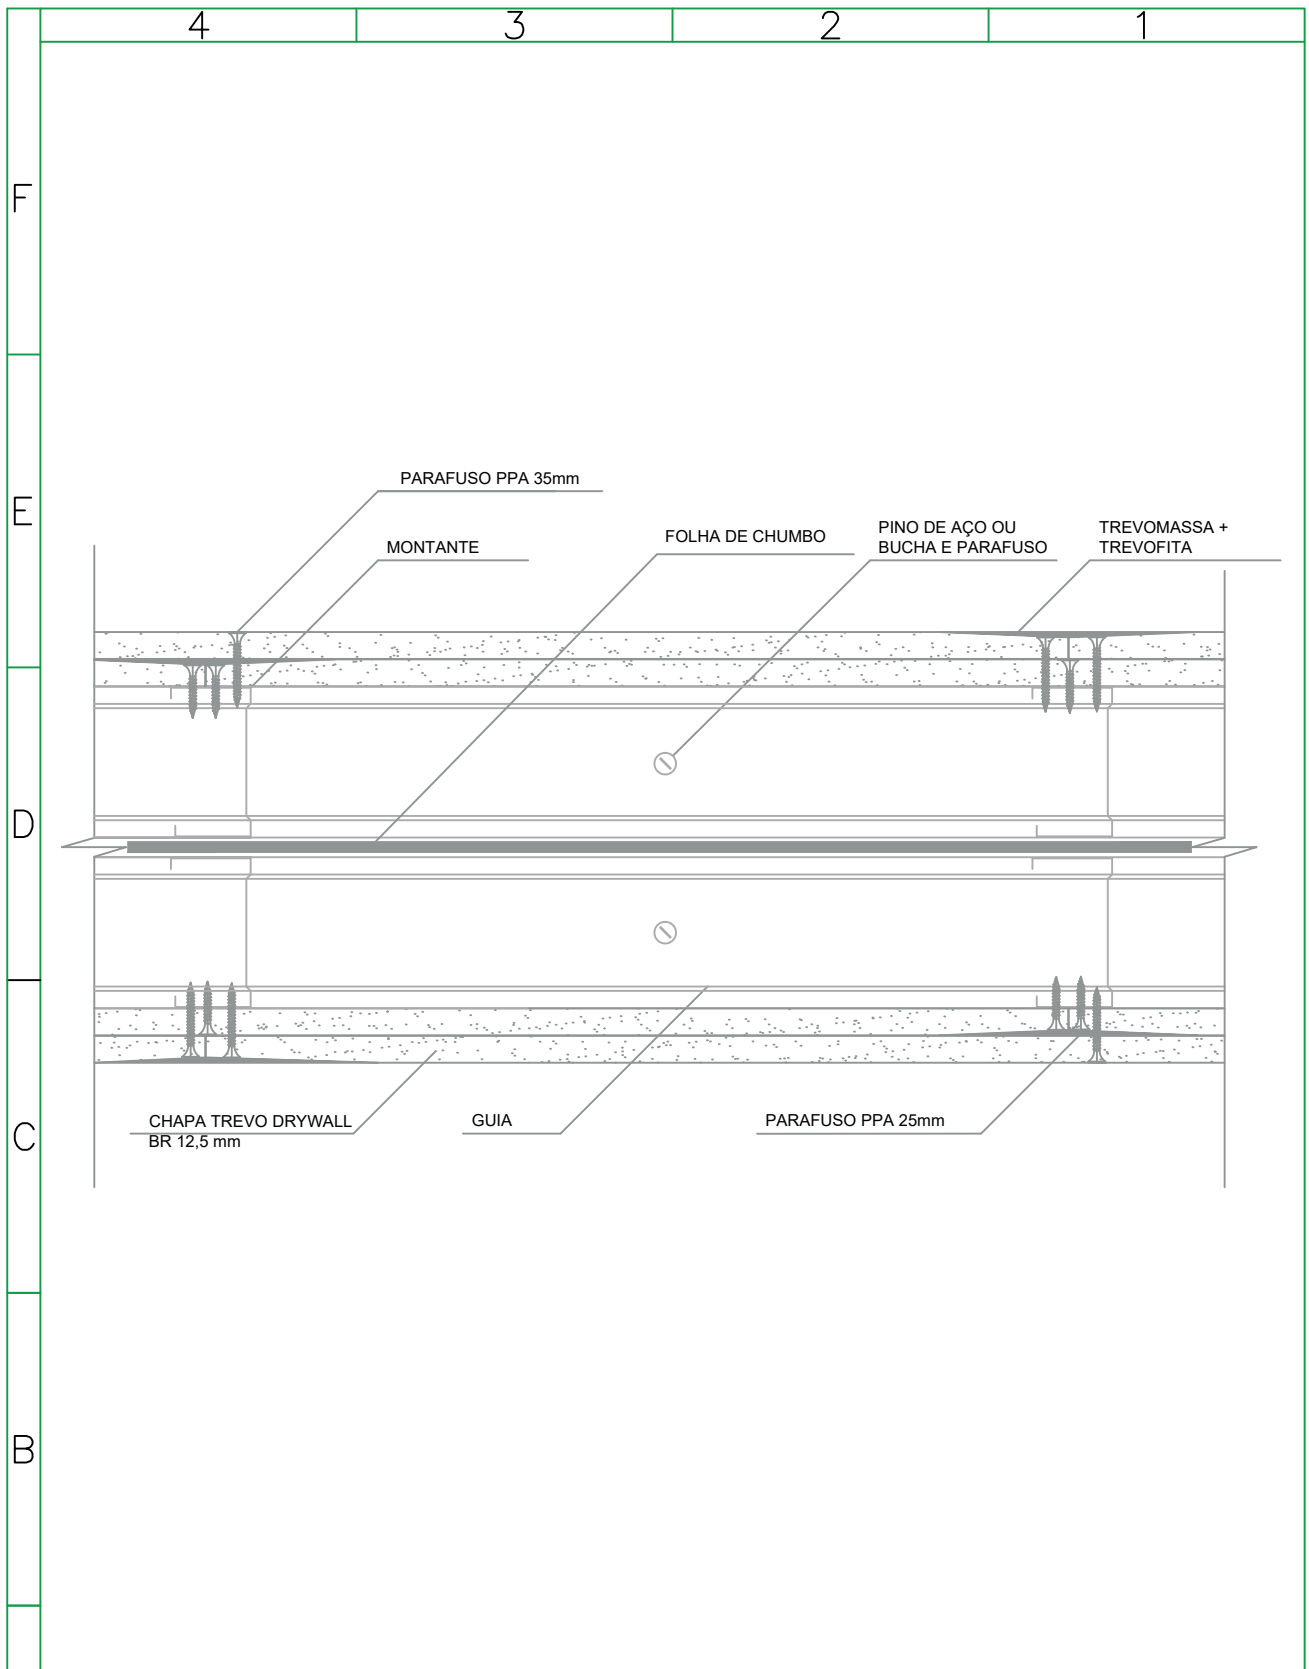 4 3 2 1
F
E
D
C
B
PARAFUSO PPA 35mm
MONTANTE
FOLHA DE CHUMBO
PINO DE AÇO OU
BUCHA E PARAFUSO
TREVOMASSA +
TREVOFITA
CHAPA TREVO DRYWALL
BR 12,5 mm
GUIA
PARAFUSO PPA 25mm